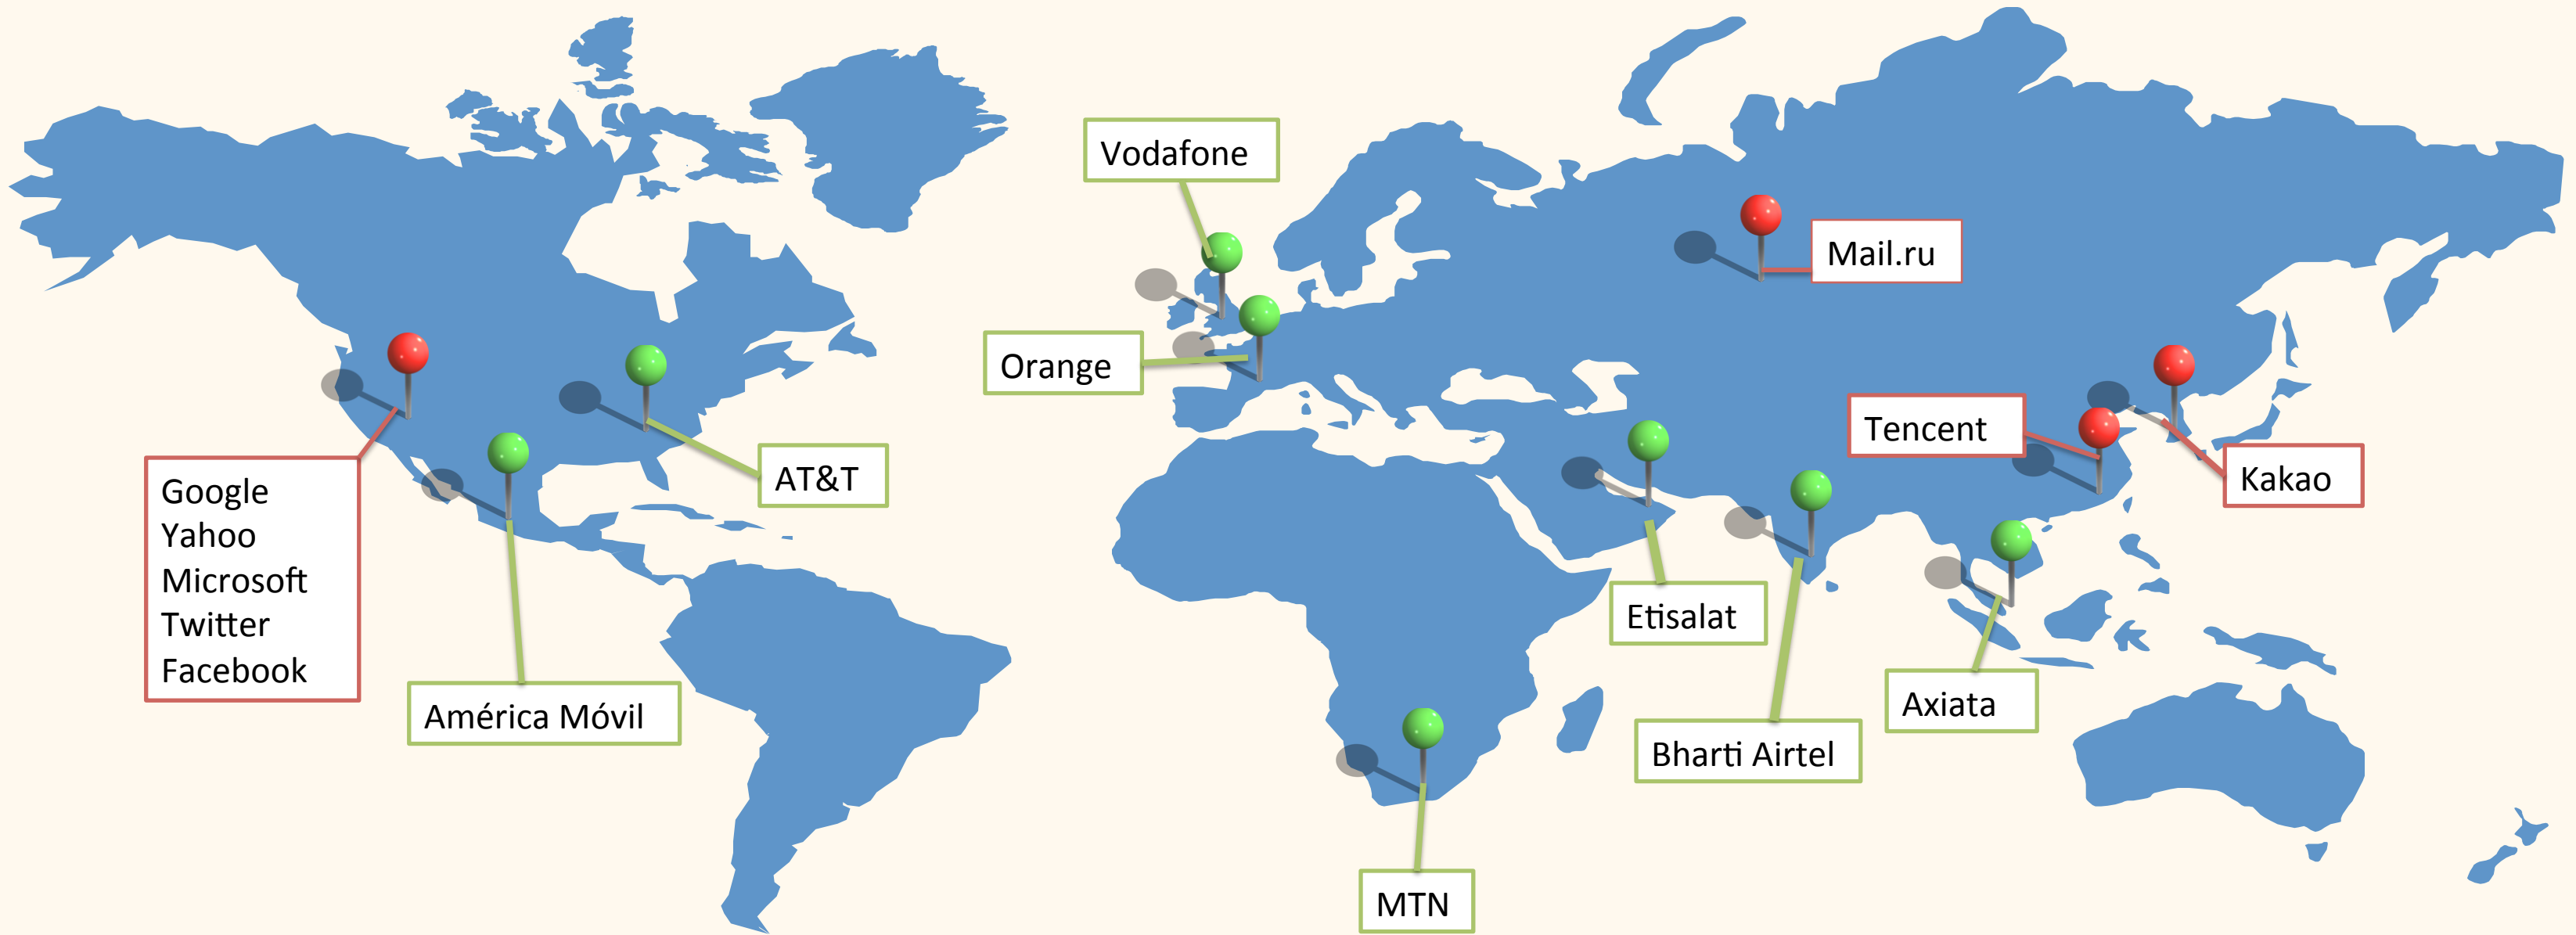 Vodafone
Mail.ru
Orange
Tencent
AT&T
Kakao
Google
Yahoo
Microsoft
Twitter
Facebook
Etisalat
América Móvil
Axiata
Bharti Airtel
MTN